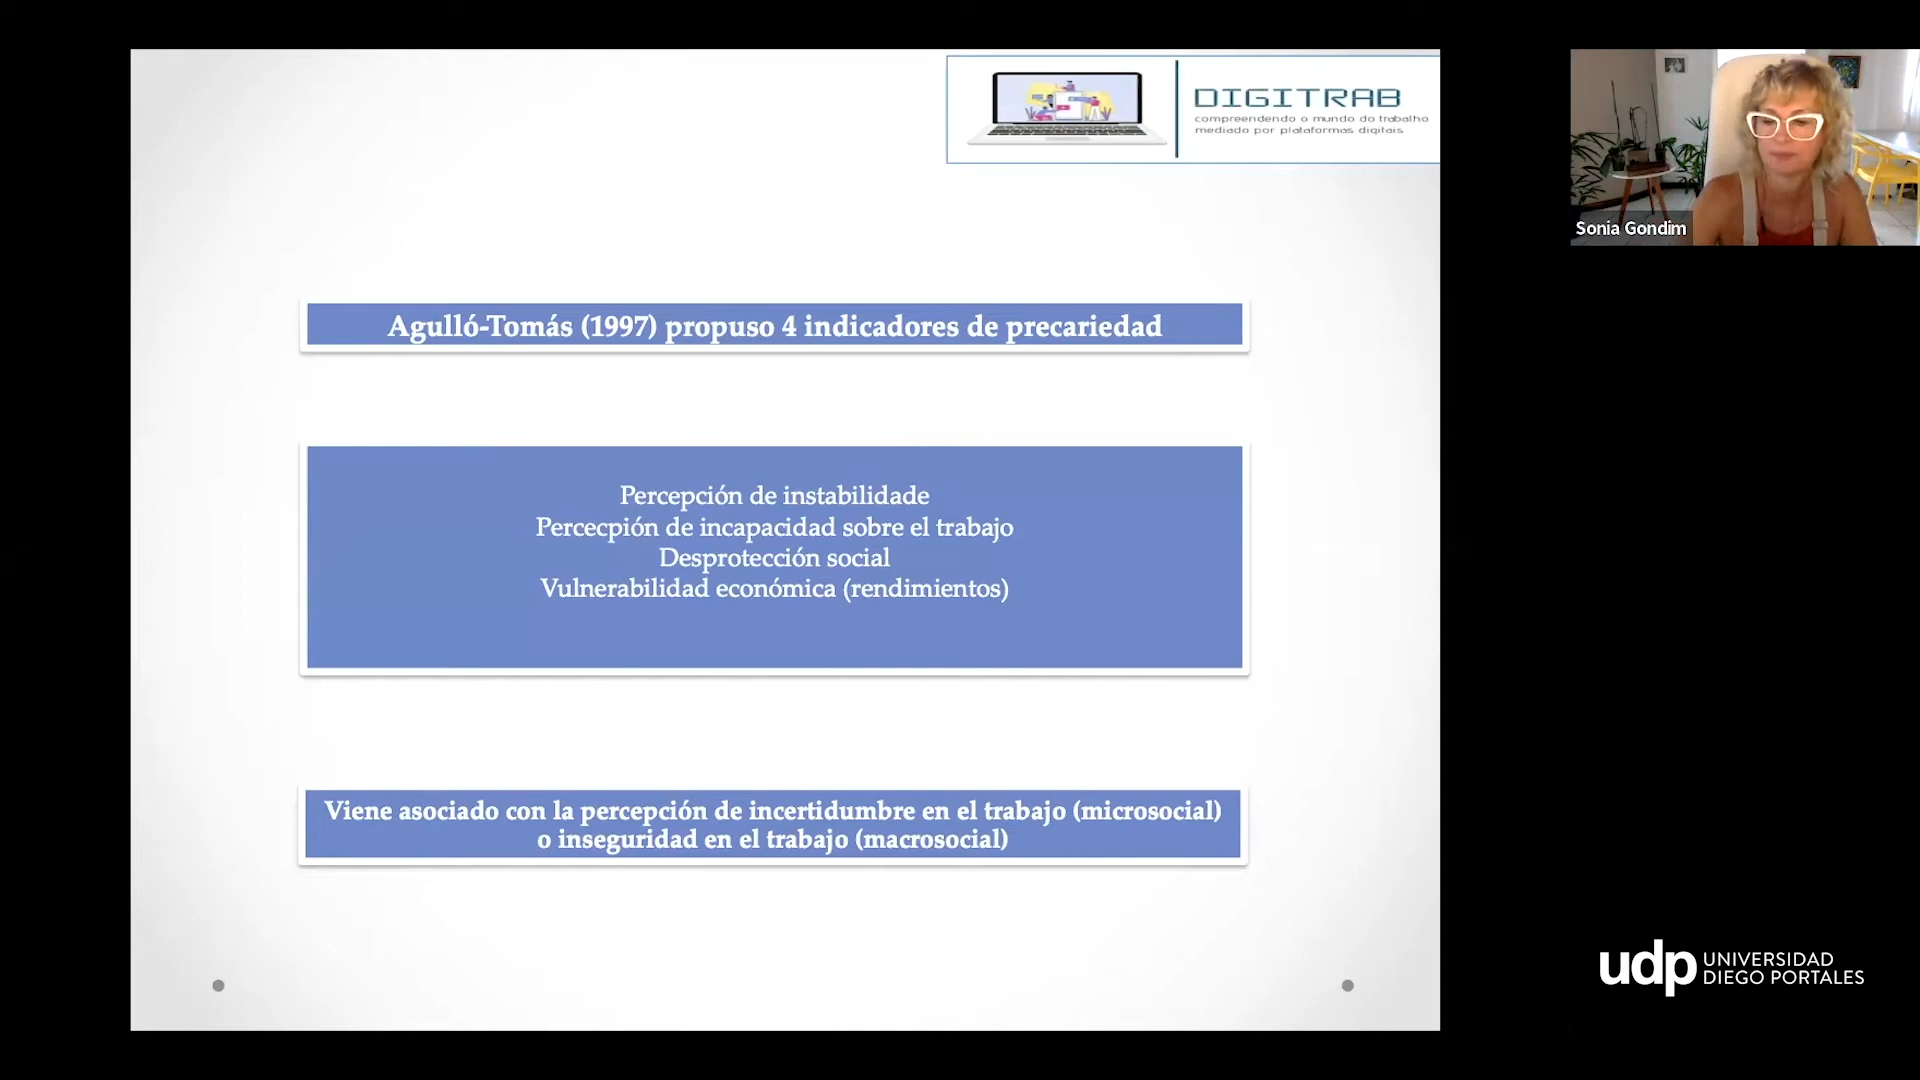 DIGITRAB
compreendendo o mundo do trabalho
mediado por plataformas digitais
Sonia Gondim
Agulló-Tomás (1997) propuso 4 indicadores de precariedad
Percepción de instabilidade
Percecpión de incapacidad sobre el trabajo
Desprotección social
Vulnerabilidad económica (rendimientos)
Viene asociado con la percepción de incertidumbre en el trabajo (microsocial)
o inseguridad en el trabajo (macrosocial)
udp UNIVERSIDAD
DIEGO PORTALES